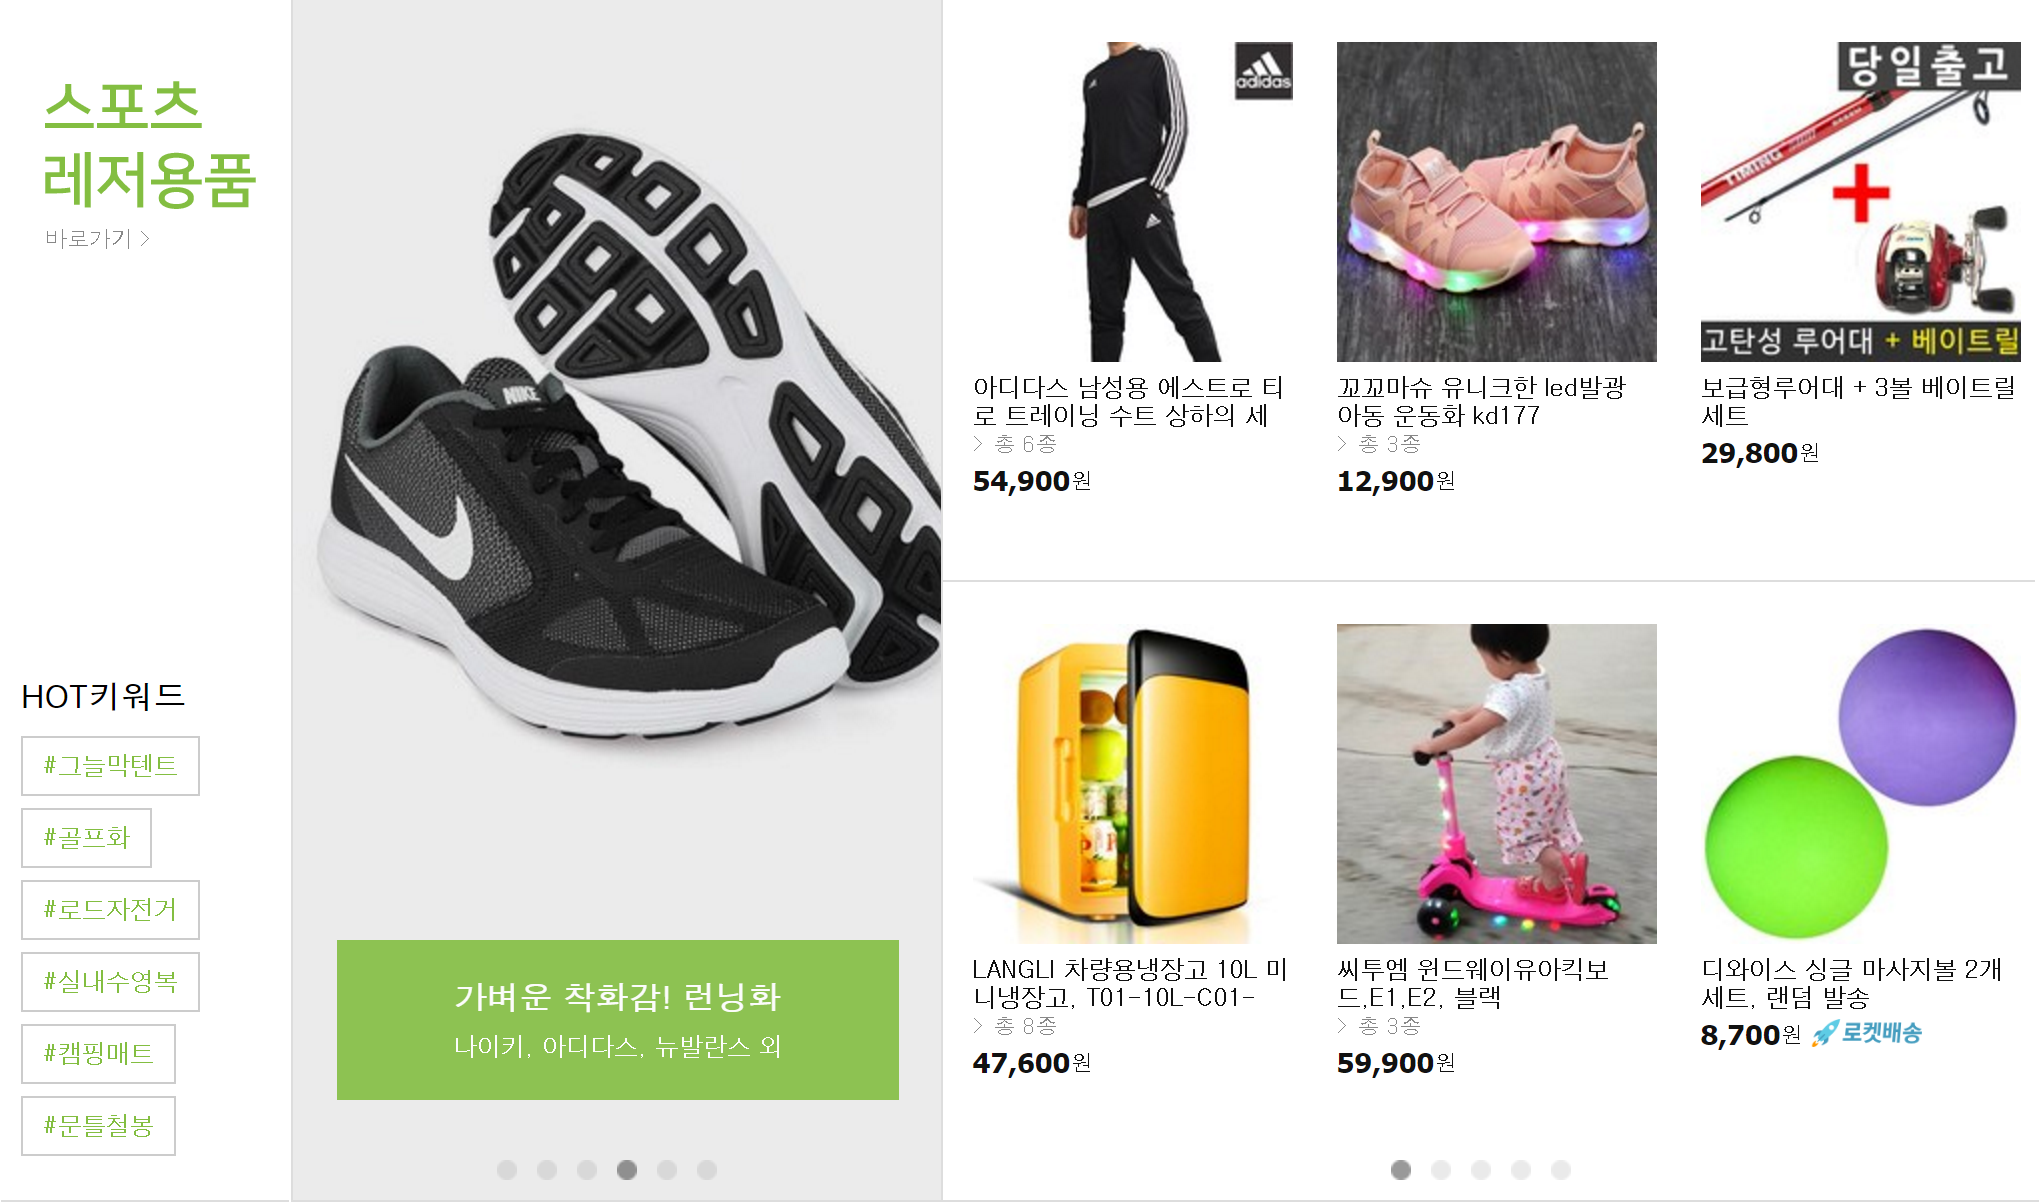 스포츠
레저용품
바로가기 >
HOT키워드
#그늘막텐트
#골프화
#로드자전거
#실내수영복
#캠핑매트
#문틀철봉
NIKE
가벼운 착화감! 런닝화
나이키, 아디다스, 뉴발란스 외
adidas
아디다스 남성용 에스트로 티
로 트레이닝 수트 상하의 세
> 총 6종
54,900원
꼬꼬마슈 유니크한 led발광
아동 운동화 kd177
> 총 3종
12,900원
당일출고
TIMING
+
고탄성 루어대 + 베이트릴
보급형루어대 + 3볼 베이트릴
세트
29,800원
LANGLI 차량용냉장고 10L 미
니냉장고, T01-10L-C01-
> 총 8종
47,600원
씨투엠 윈드웨이유아킥보
드,E1,E2, 블랙
> 총 3종
59,900원
디와이스 싱글 마사지볼 2개
세트, 랜덤 발송
8,700원 로켓배송